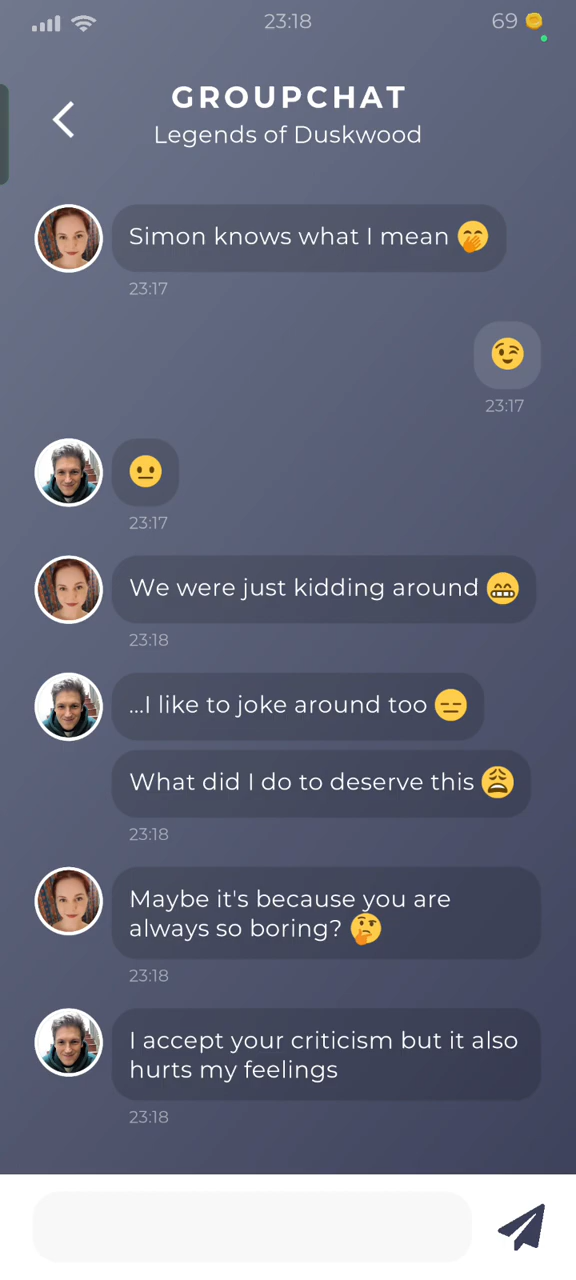 23:18
69
GROUPCHAT
Legends of Duskwood
Simon knows what I mean 🤭
23:17
😉
23:17
😐
23:17
We were just kidding around 😁
23:18
...I like to joke around too 😑
What did I do to deserve this 😩
23:18
Maybe it's because you are
always so boring? 🤔
23:18
I accept your criticism but it also
hurts my feelings
23:18